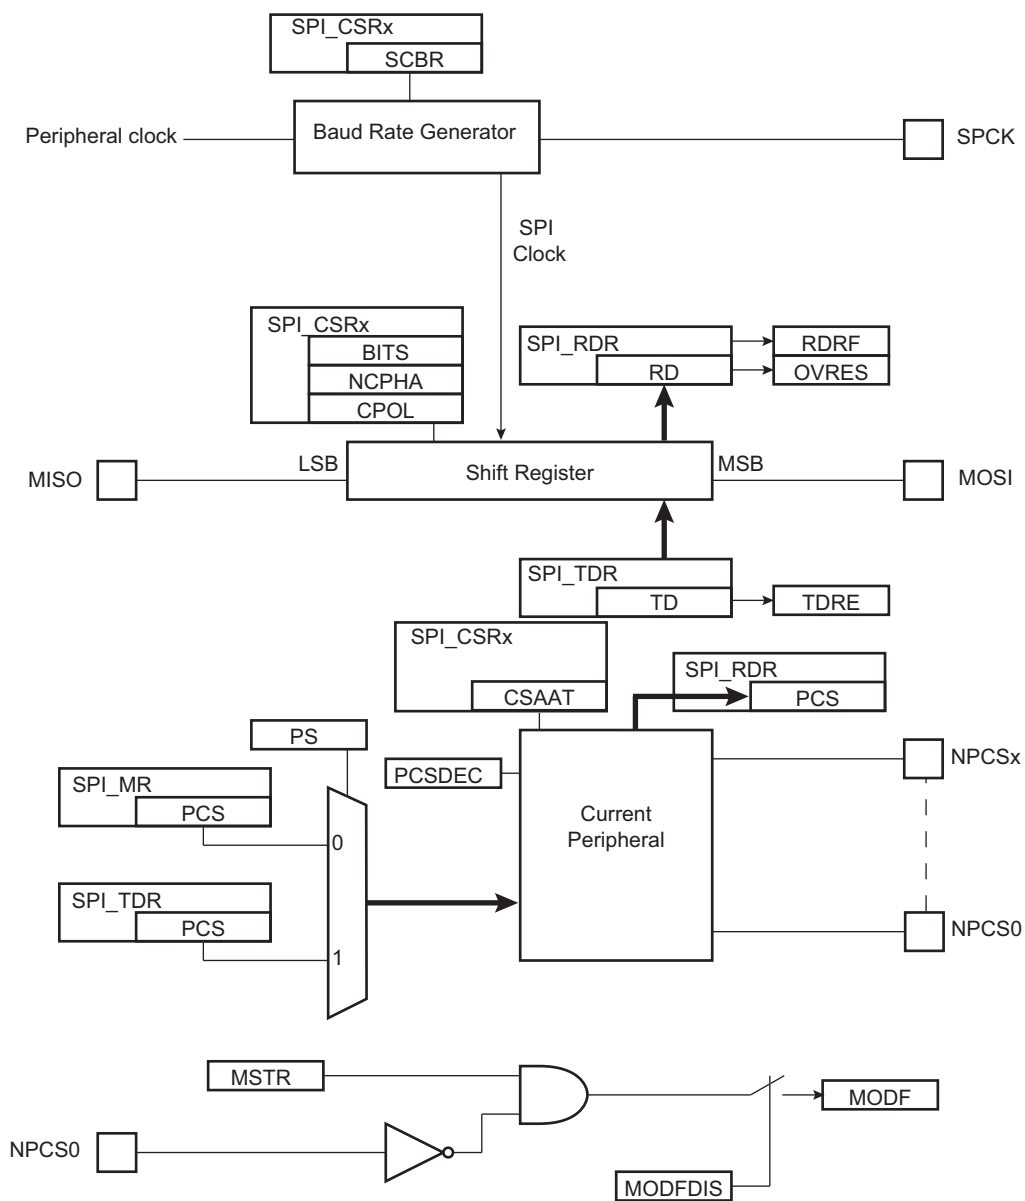 SPI_CSRx
SCBR
Peripheral clock
Baud Rate Generator
SPCK
SPI
Clock
SPI_CSRx
BITS
NCPHA
CPOL
SPI_RDR
RD
RDRF
OVRES
MISO
LSB
Shift Register
MSB
MOSI
SPI_TDR
TD
TDRE
SPI_CSRx
CSAAT
SPI_RDR
PCS
PS
PCSDEC
NPCSx
SPI_MR
PCS
0
Current
Peripheral
SPI_TDR
PCS
1
NPCS0
MSTR
MODF
NPCS0
MODFDIS